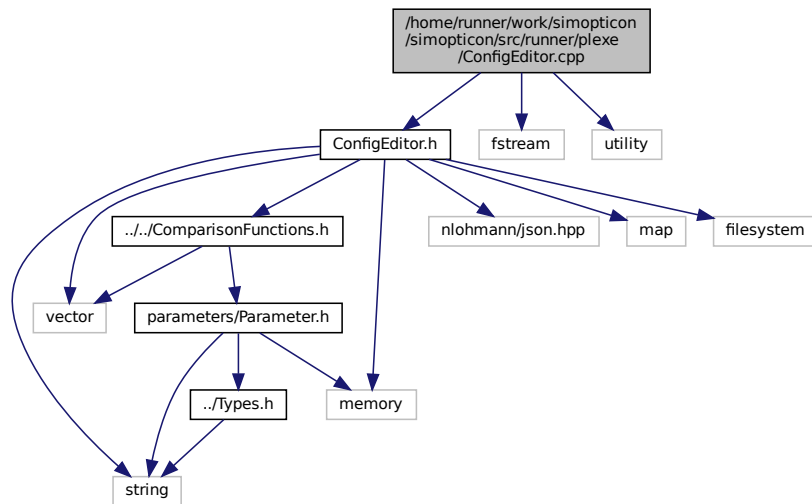 /home/runner/work/simopticon
/simopticon/src/runner/plexe
/ConfigEditor.cpp
ConfigEditor.h
fstream
utility
../../ComparisonFunctions.h
nlohmann/json.hpp
map
filesystem
vector
parameters/Parameter.h
../Types.h
memory
string